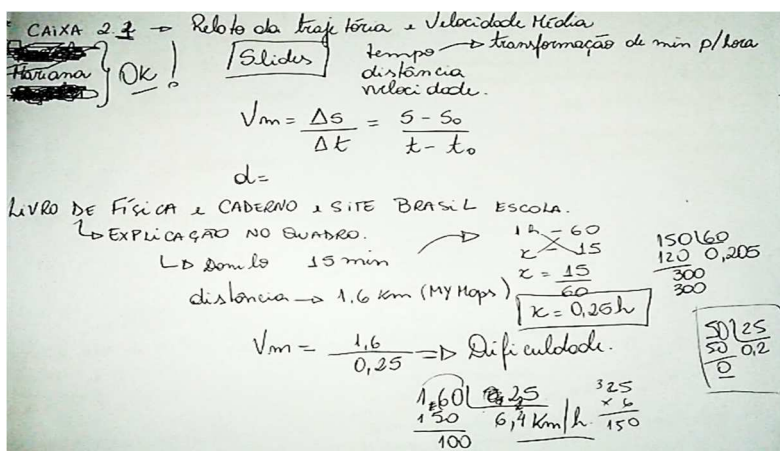 CAIXA 2.1 → Relato da trajetória e Velocidade Média
Slides
tempo → transformação de min p/ hora
Mariana } OK!
distância
velocidade.
Vm = Δs / Δt = s - s₀ / t - t₀
d=
LIVRO DE FÍSICA e CADERNO e SITE BRASIL ESCOLA.
↳ EXPLICAÇÃO NO QUADRO.
↳ Danilo 15 min → 1h - 60
x - 15
x = 15 / 60
x = 0,25h
distância → 1,6 Km (MY Maps)
150 60
120 0,205
300
300
Vm = 1,6 / 0,25 ⇒ Dificuldade.
50 25
50 0,2
0
1,60 0,25
150 6,4 Km/h.
100
³25
x 6
150